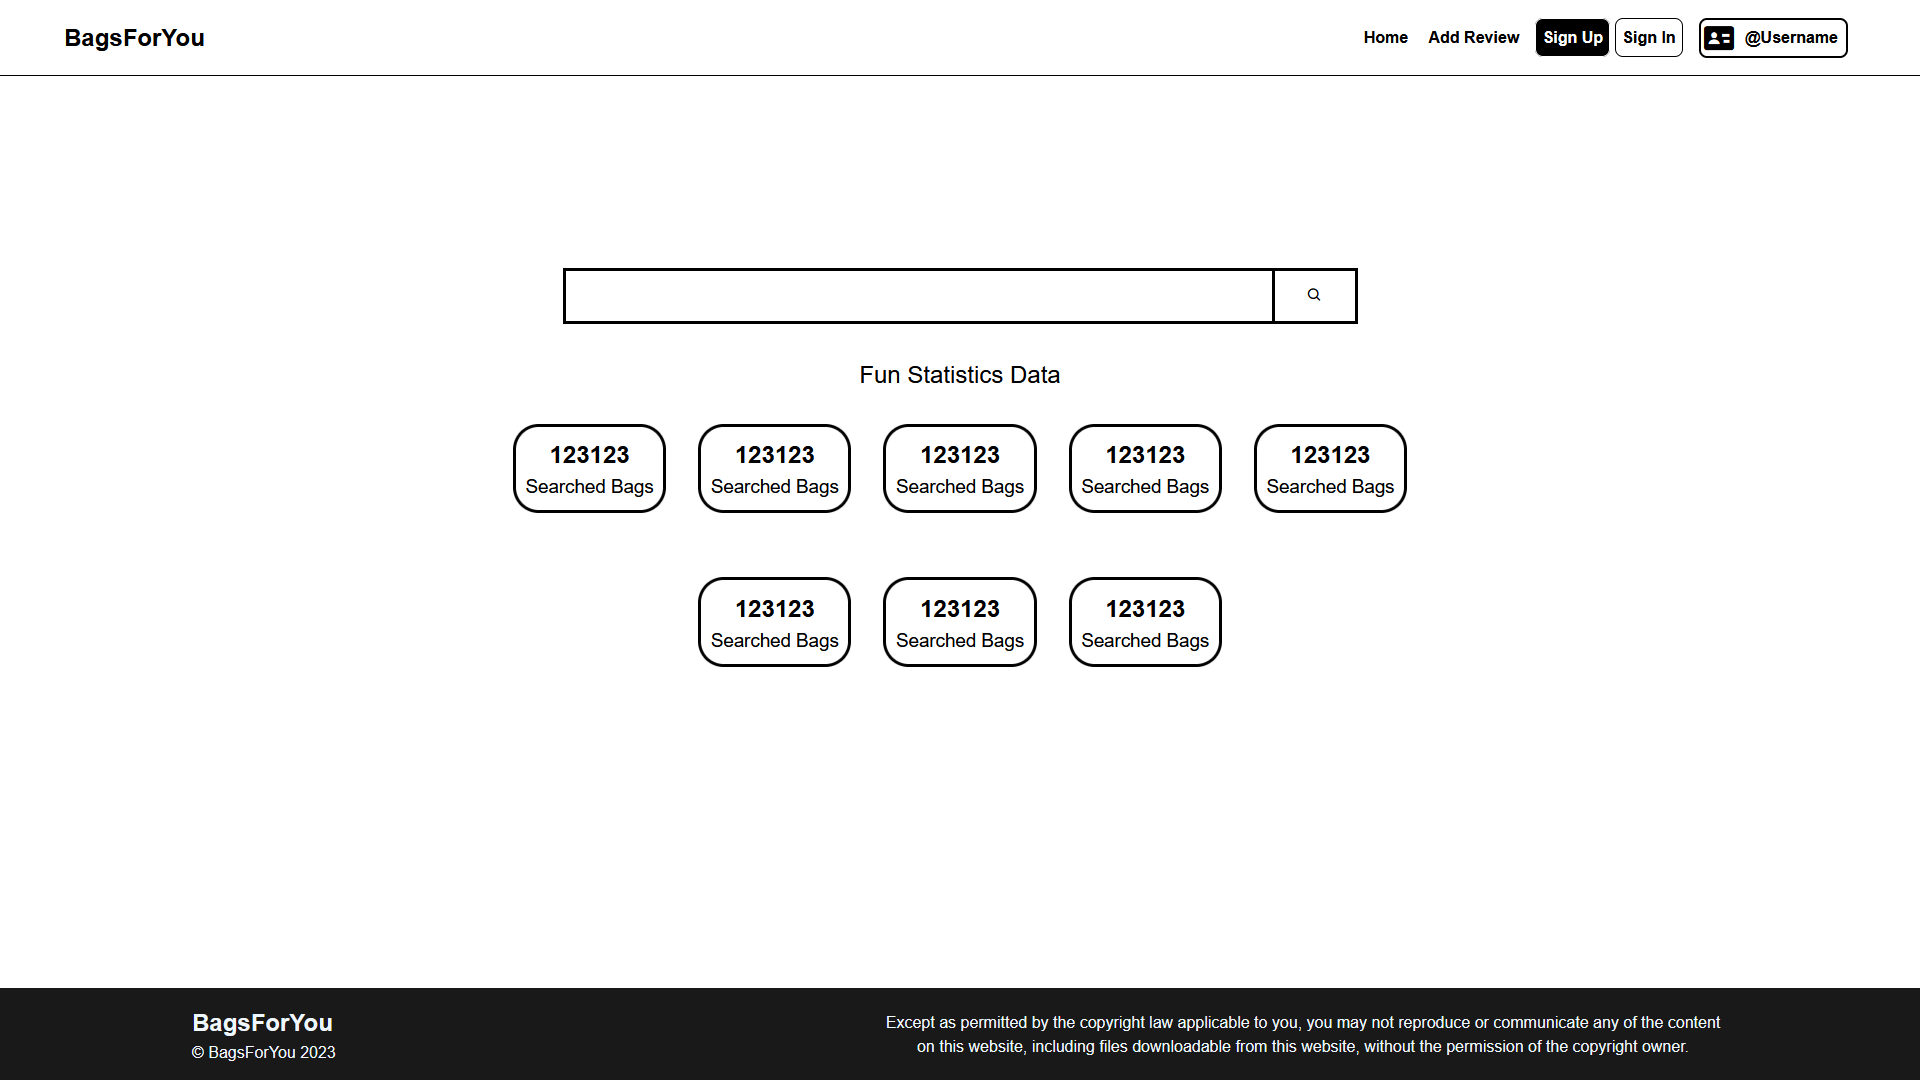 BagsForYou
Home Add Review Sign Up Sign In @Username
Fun Statistics Data
123123 123123 123123 123123 123123
Searched Bags Searched Bags Searched Bags Searched Bags Searched Bags
123123 123123 123123
Searched Bags Searched Bags Searched Bags
BagsForYou
© BagsForYou 2023
Except as permitted by the copyright law applicable to you, you may not reproduce or communicate any of the content
on this website, including files downloadable from this website, without the permission of the copyright owner.